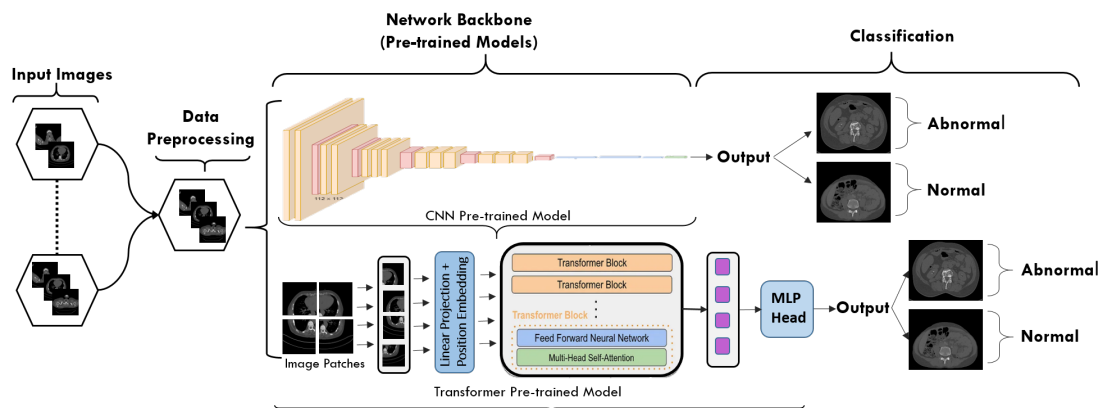 Network Backbone
(Pre-trained Models)
Classification
Input Images
Data
Preprocessing
Abnormal
Output
Normal
CNN Pre-trained Model
Linear Projection +
Position Embedding
Transformer Block
Transformer Block
Transformer Block
Feed Forward Neural Network
Multi-Head Self-Attention
MLP
Head
Output
Abnormal
Normal
Image Patches
Transformer Pre-trained Model